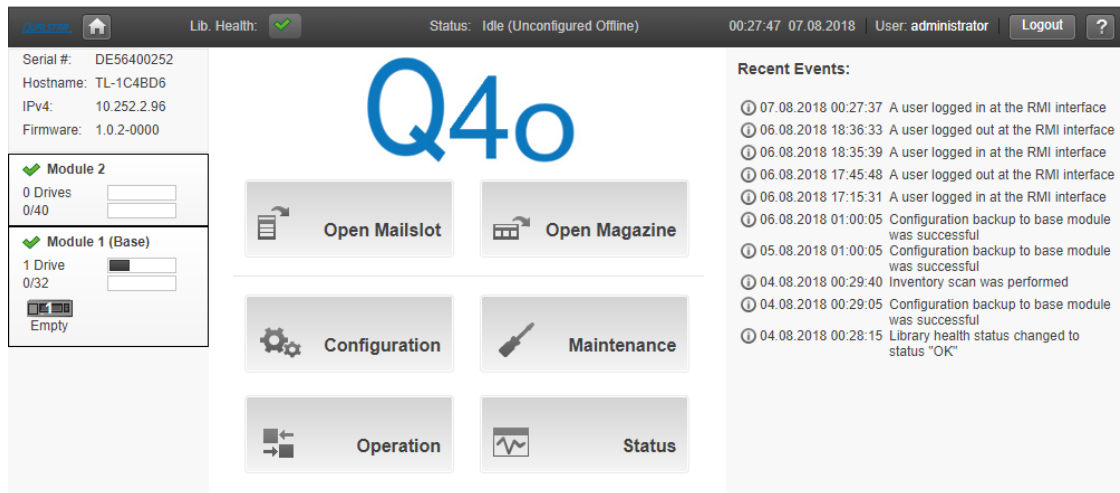 Lib. Health:
Status: Idle (Unconfigured Offline)
00:27:47 07.08.2018
User: administrator
Logout
?
Serial #: DE56400252
Hostname: TL-1C4BD6
IPv4: 10.252.2.96
Firmware: 1.0.2-0000
Module 2
0 Drives
0/40
Module 1 (Base)
1 Drive
0/32
1
Empty
Q4o
Open Mailslot
Open Magazine
Configuration
Maintenance
Operation
Status
Recent Events:
07.08.2018 00:27:37 A user logged in at the RMI interface
06.08.2018 18:36:33 A user logged out at the RMI interface
06.08.2018 18:35:39 A user logged in at the RMI interface
06.08.2018 17:45:48 A user logged out at the RMI interface
06.08.2018 17:15:31 A user logged in at the RMI interface
06.08.2018 01:00:05 Configuration backup to base module
was successful
05.08.2018 01:00:05 Configuration backup to base module
was successful
04.08.2018 00:29:40 Inventory scan was performed
04.08.2018 00:29:05 Configuration backup to base module
was successful
04.08.2018 00:28:15 Library health status changed to
status "OK"